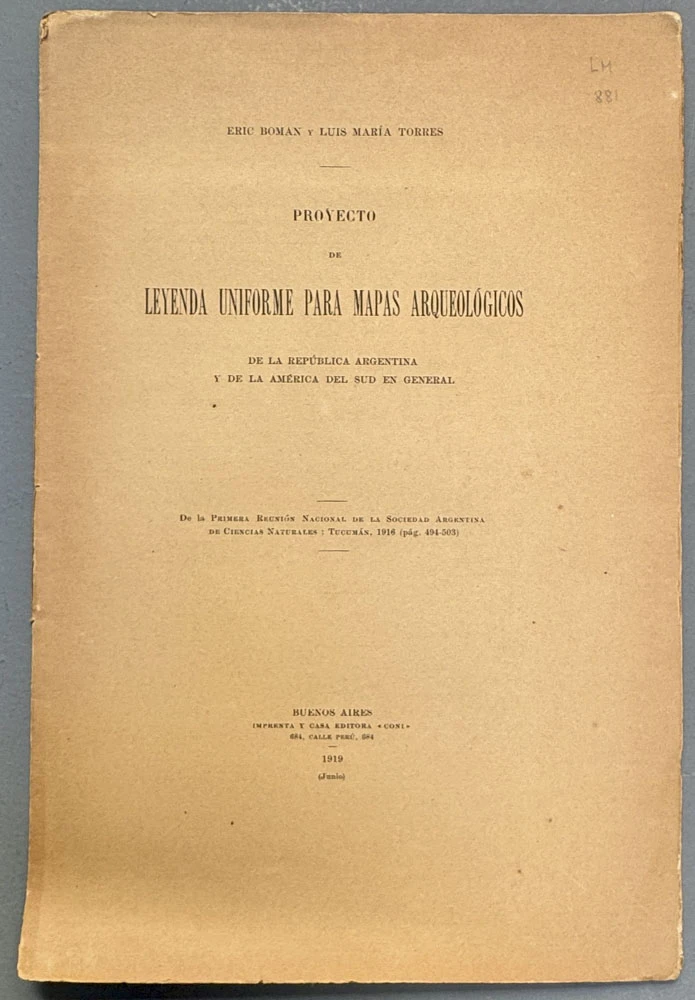 LM
881
ERIC BOMAN Y LUIS MARÍA TORRES
PROYECTO
DE
LEYENDA UNIFORME PARA MAPAS ARQUEOLÓGICOS
DE LA REPÚBLICA ARGENTINA
Y DE LA AMÉRICA DEL SUD EN GENERAL
De la PRIMERA REUNIÓN NACIONAL DE LA SOCIEDAD ARGENTINA
DE CIENCIAS NATURALES : TUCUMÁN, 1916 (pág. 494-503)
BUENOS AIRES
IMPRENTA Y CASA EDITORA «CONI»
684, CALLE PERÚ, 684
1919
(Junio)